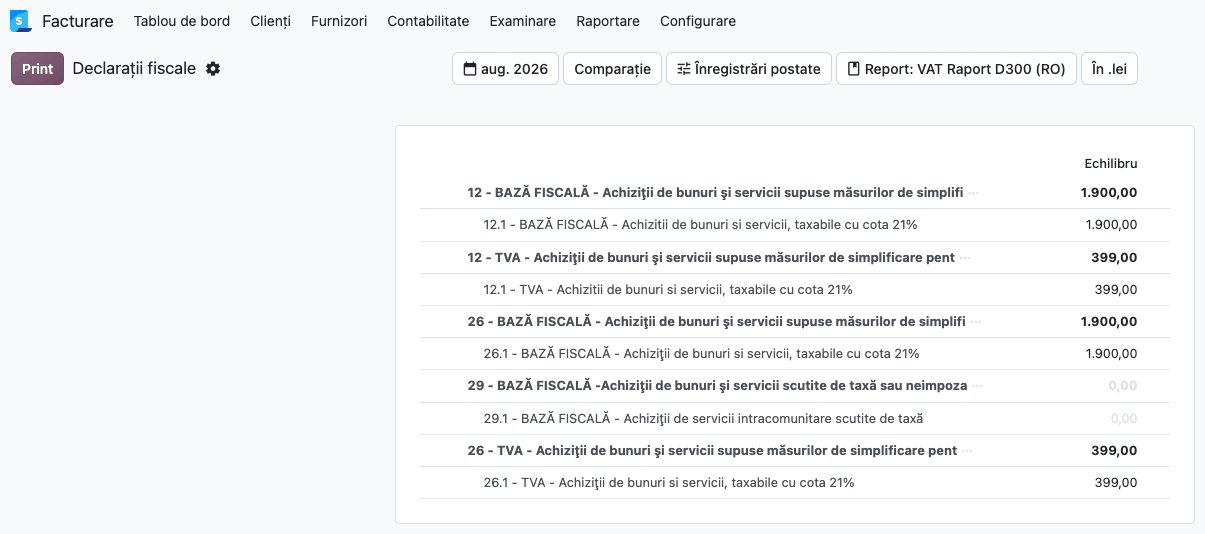 Facturare Tablou de bord Clienți Furnizori Contabilitate Examinare Raportare Configurare
Print Declarații fiscale aug. 2026 Comparație Înregistrări postate Report: VAT Raport D300 (RO) În .lei
Echilibru
12 - BAZĂ FISCALĂ - Achiziţii de bunuri şi servicii supuse măsurilor de simplifi ··· 1.900,00
12.1 - BAZĂ FISCALĂ - Achizitii de bunuri si servicii, taxabile cu cota 21% 1.900,00
12 - TVA - Achiziţii de bunuri şi servicii supuse măsurilor de simplificare pent ··· 399,00
12.1 - TVA - Achizitii de bunuri si servicii, taxabile cu cota 21% 399,00
26 - BAZĂ FISCALĂ - Achiziţii de bunuri şi servicii supuse măsurilor de simplifi ··· 1.900,00
26.1 - BAZĂ FISCALĂ - Achiziţii de bunuri si servicii, taxabile cu cota 21% 1.900,00
29 - BAZĂ FISCALĂ -Achiziţii de bunuri şi servicii scutite de taxă sau neimpoza ··· 0,00
29.1 - BAZĂ FISCALĂ - Achiziţii de servicii intracomunitare scutite de taxă 0,00
26 - TVA - Achiziţii de bunuri şi servicii supuse măsurilor de simplificare pent ··· 399,00
26.1 - TVA - Achiziţii de bunuri si servicii, taxabile cu cota 21% 399,00